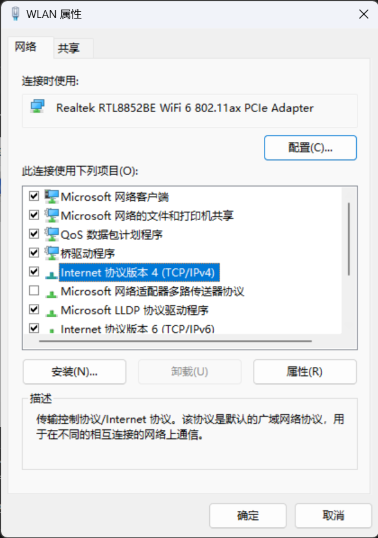 WLAN 属性
网络
共享
连接时使用:
Realtek RTL8852BE WiFi 6 802.11ax PCIe Adapter
配置(C)...
此连接使用下列项目(O):
Microsoft 网络客户端
Microsoft 网络的文件和打印机共享
QoS 数据包计划程序
桥驱动程序
Internet 协议版本 4 (TCP/IPv4)
Microsoft 网络适配器多路传送器协议
Microsoft LLDP 协议驱动程序
Internet 协议版本 6 (TCP/IPv6)
安装(N)...
卸载(U)
属性(R)
描述
传输控制协议/Internet 协议。该协议是默认的广域网络协议，用
于在不同的相互连接的网络上通信。
确定
取消